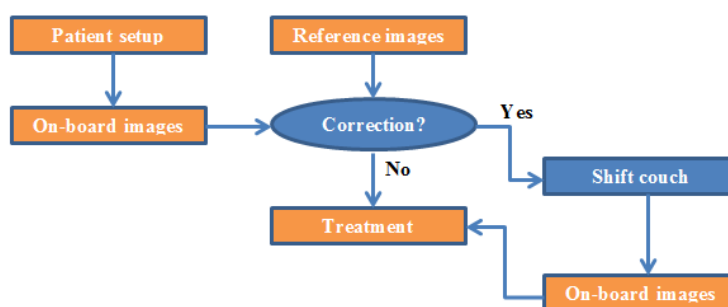 Patient setup
Reference images
On-board images
Correction?
Yes
No
Shift couch
Treatment
On-board images